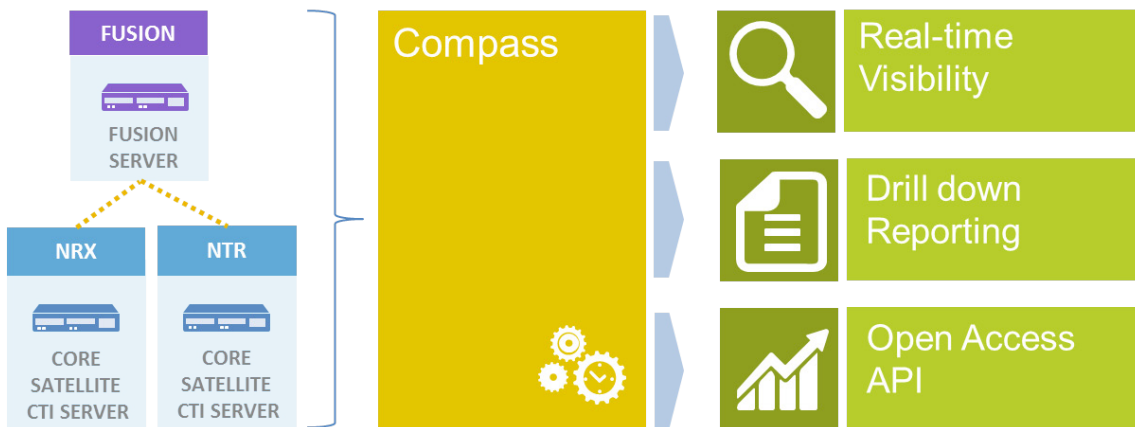 FUSION
FUSION
SERVER
NRX
CORE
SATELLITE
CTI SERVER
NTR
CORE
SATELLITE
CTI SERVER
Compass
Real-time
Visibility
Drill down
Reporting
Open Access
API